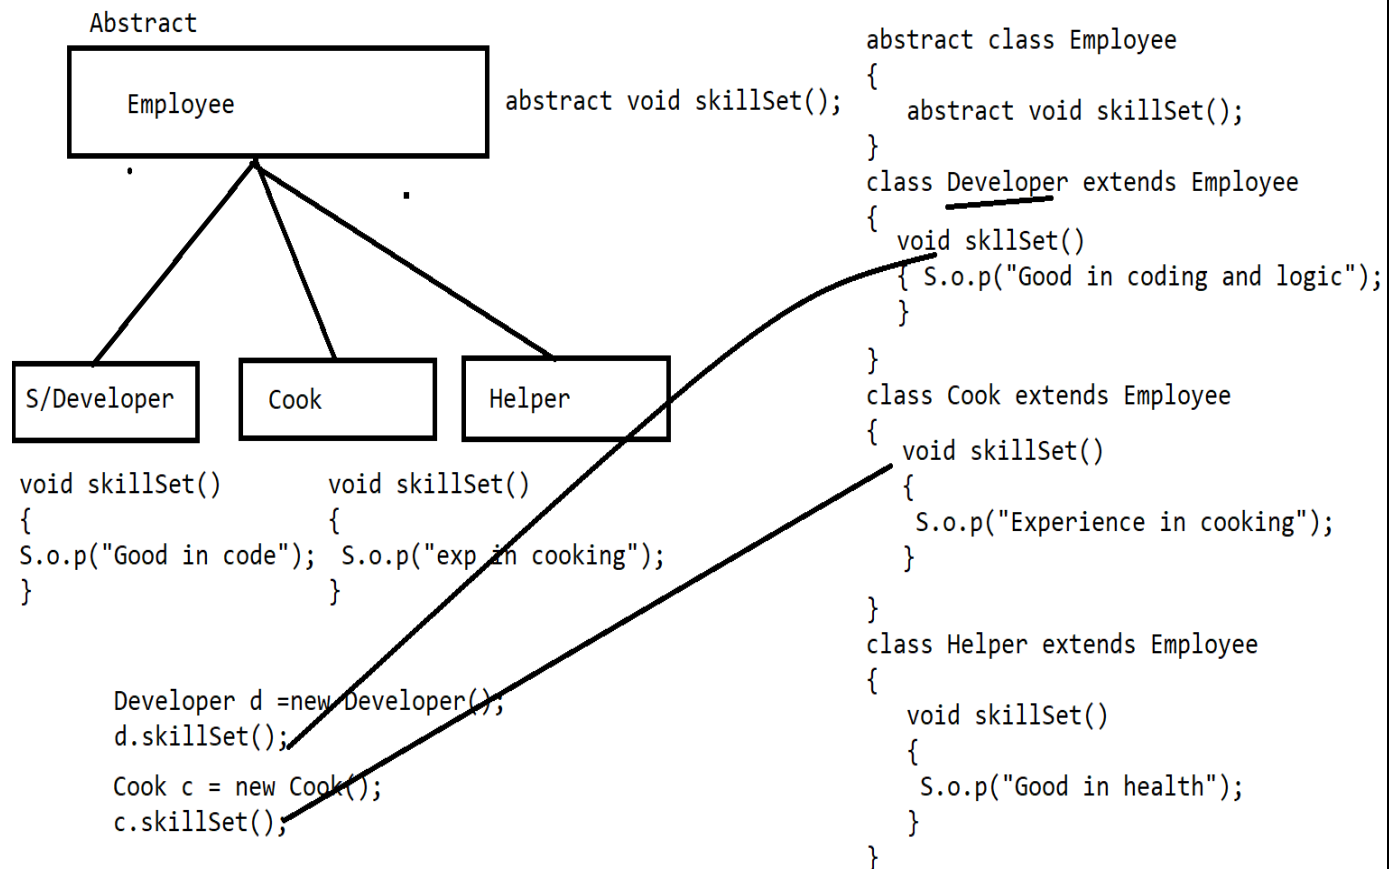 Abstract
Employee
abstract void skillSet();
S/Developer
Cook
Helper
void skillSet()
{
S.o.p("Good in code");
}
void skillSet()
{
S.o.p("exp in cooking");
}
Developer d =new Developer();
d.skillSet();
Cook c = new Cook();
c.skillSet();
abstract class Employee
{
abstract void skillSet();
}
class Developer extends Employee
{
void skllSet()
{ S.o.p("Good in coding and logic");
}
}
class Cook extends Employee
{
void skillSet()
{
S.o.p("Experience in cooking");
}
}
class Helper extends Employee
{
void skillSet()
{
S.o.p("Good in health");
}
}